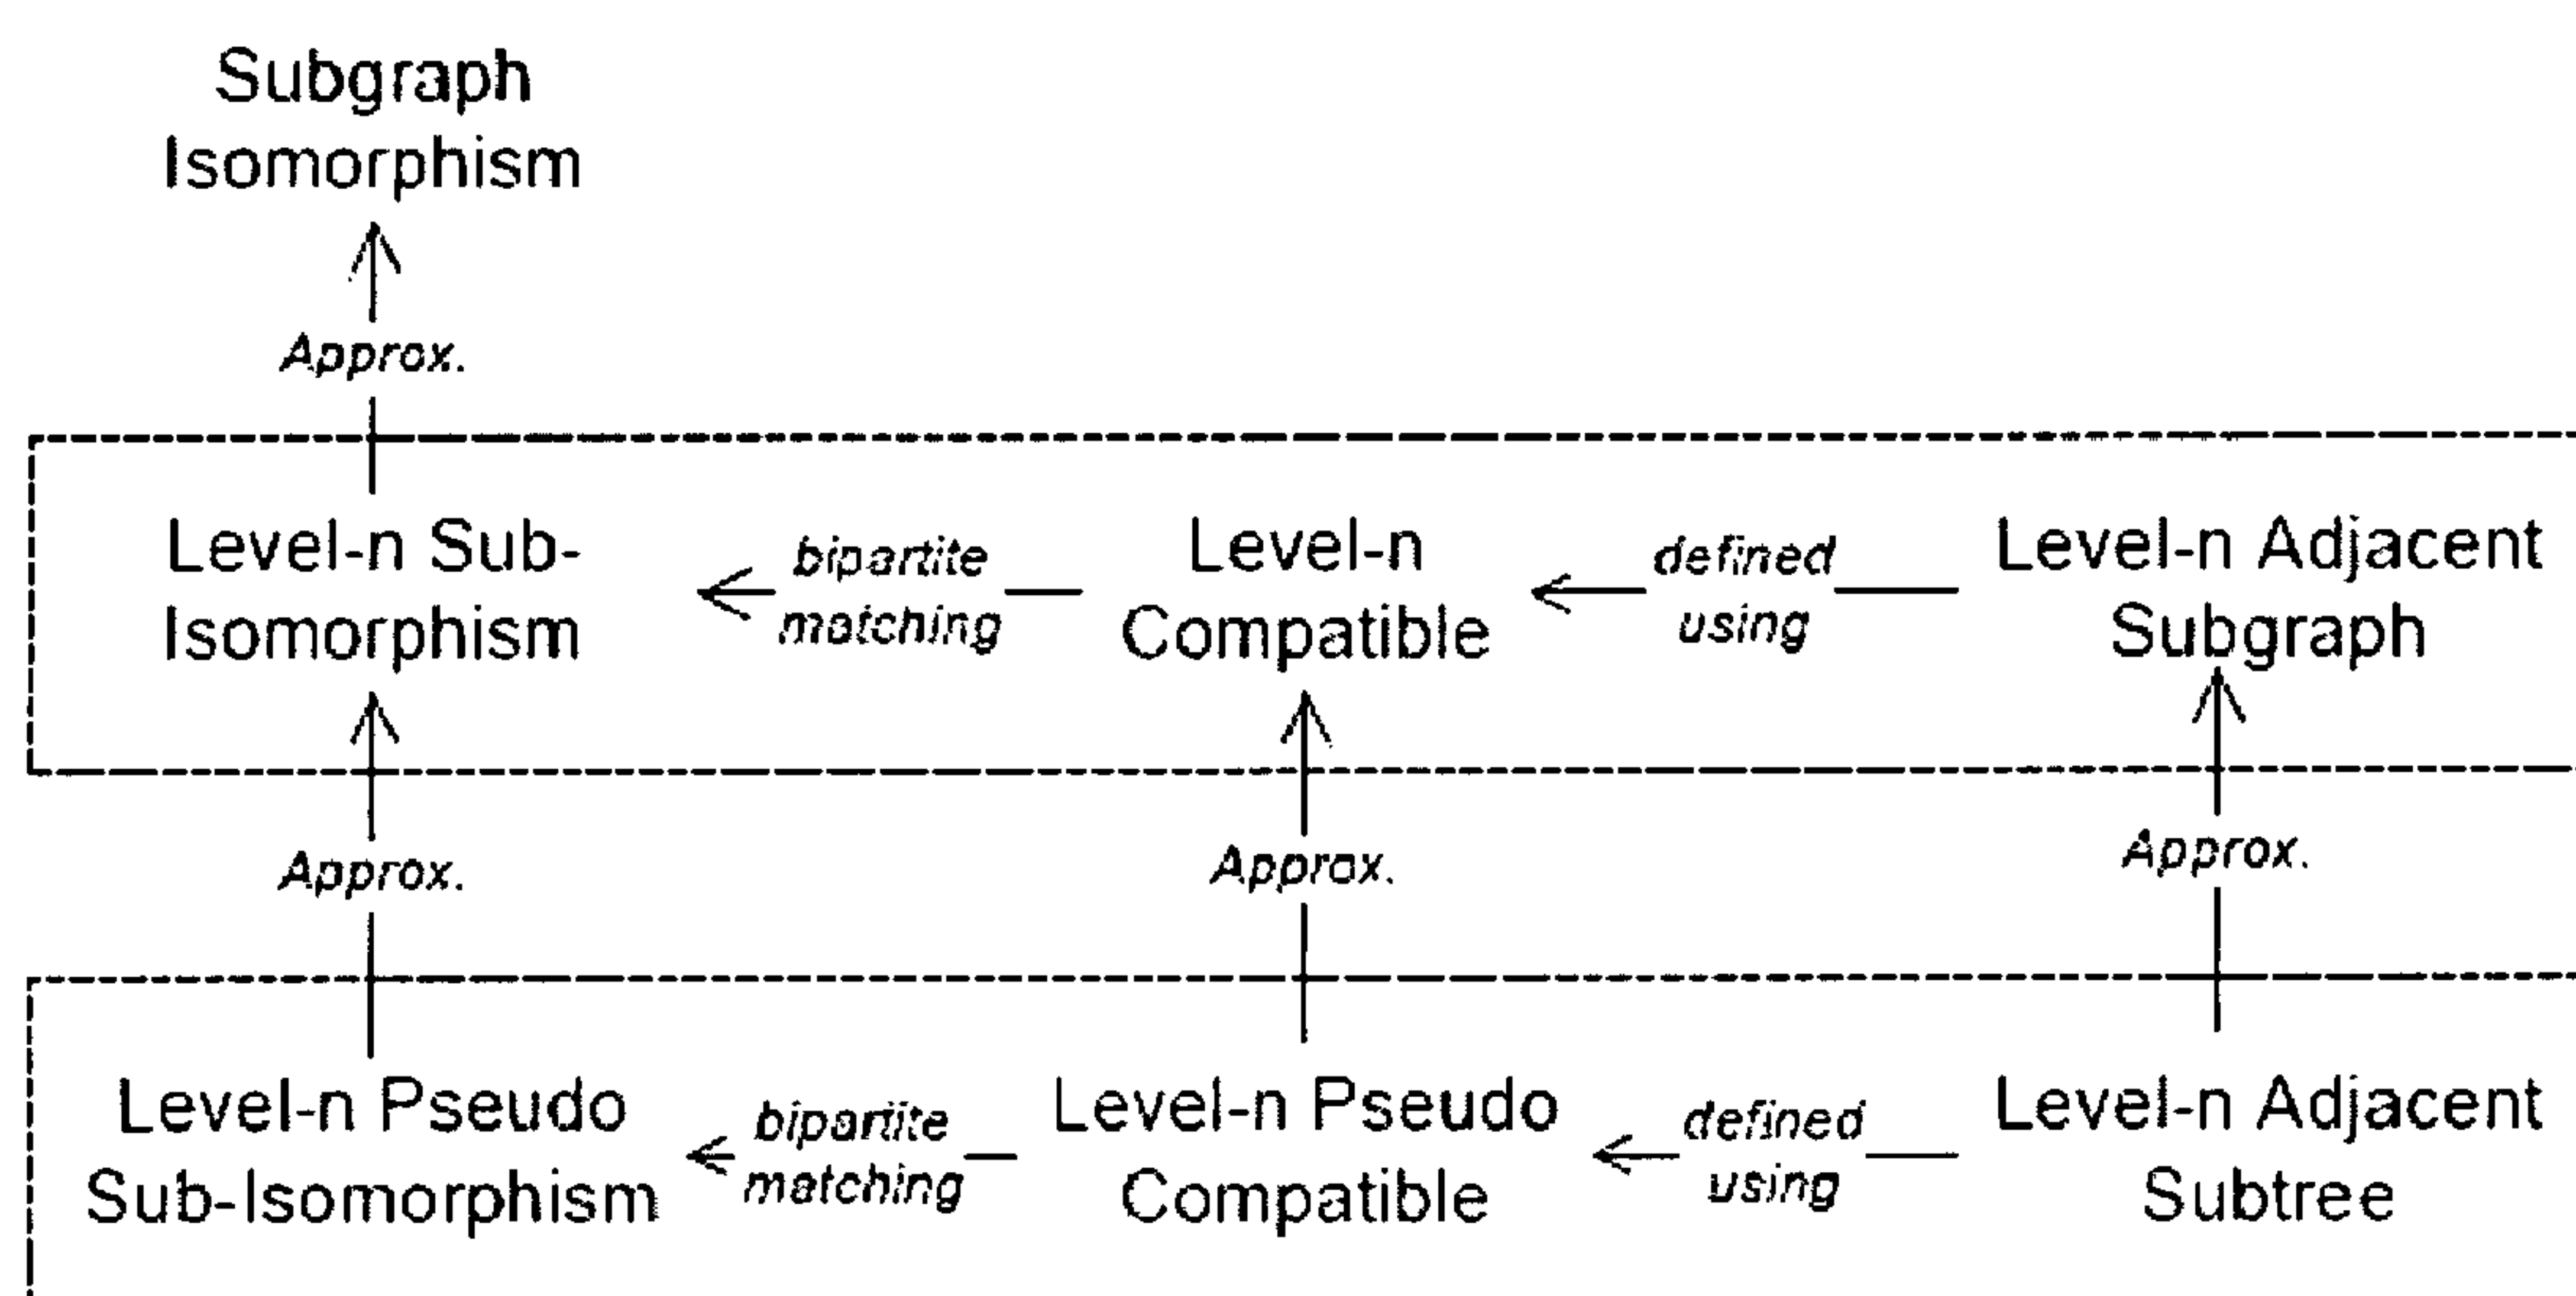 Subgraph
Isomorphism
Approx.
Level-n Sub-
Isomorphism
bipartite
matching
Level-n
Compatible
defined
using
Level-n Adjacent
Subgraph
Approx.
Approx.
Approx.
Level-n Pseudo
Sub-Isomorphism
bipartite
matching
Level-n Pseudo
Compatible
defined
using
Level-n Adjacent
Subtree